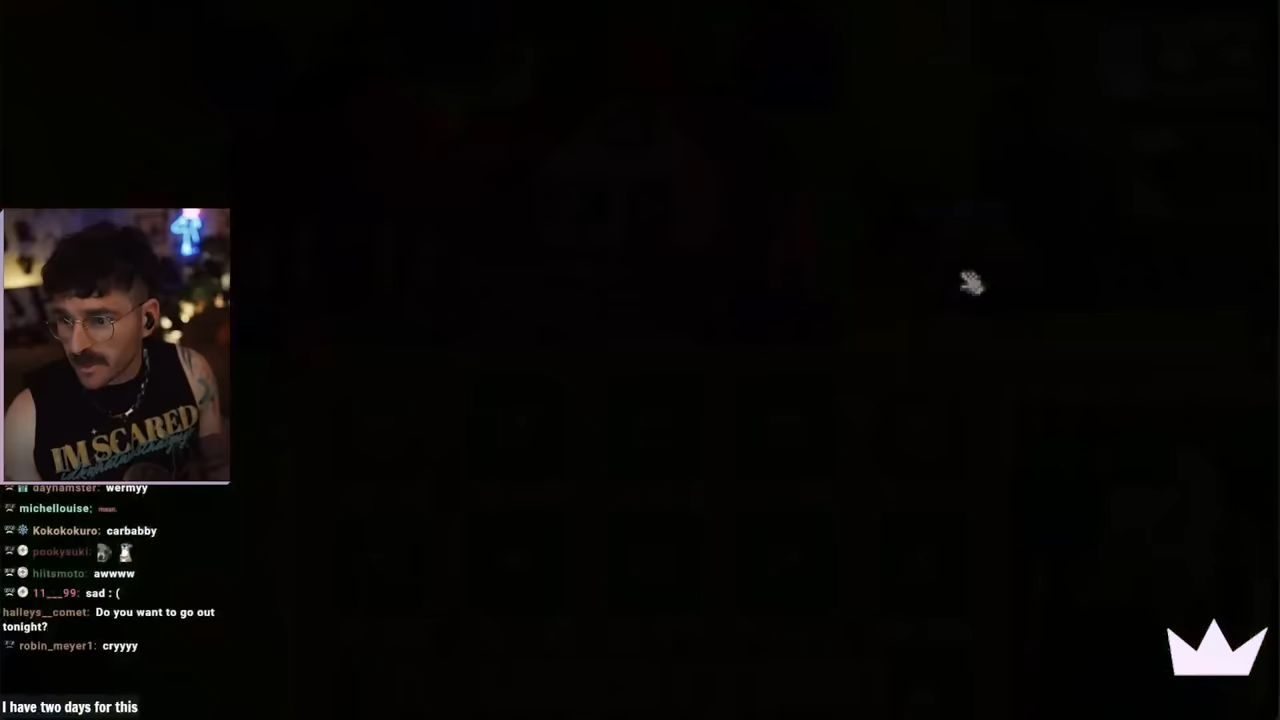 IM SCARED
daynamster: wermyy
michellouise:
Kokokokuro: carbabby
pookysuki:
hiitsmoto: awwww
11___99: sad : (
halleys__comet: Do you want to go out
tonight?
robin_meyer1: cryyyy
I have two days for this